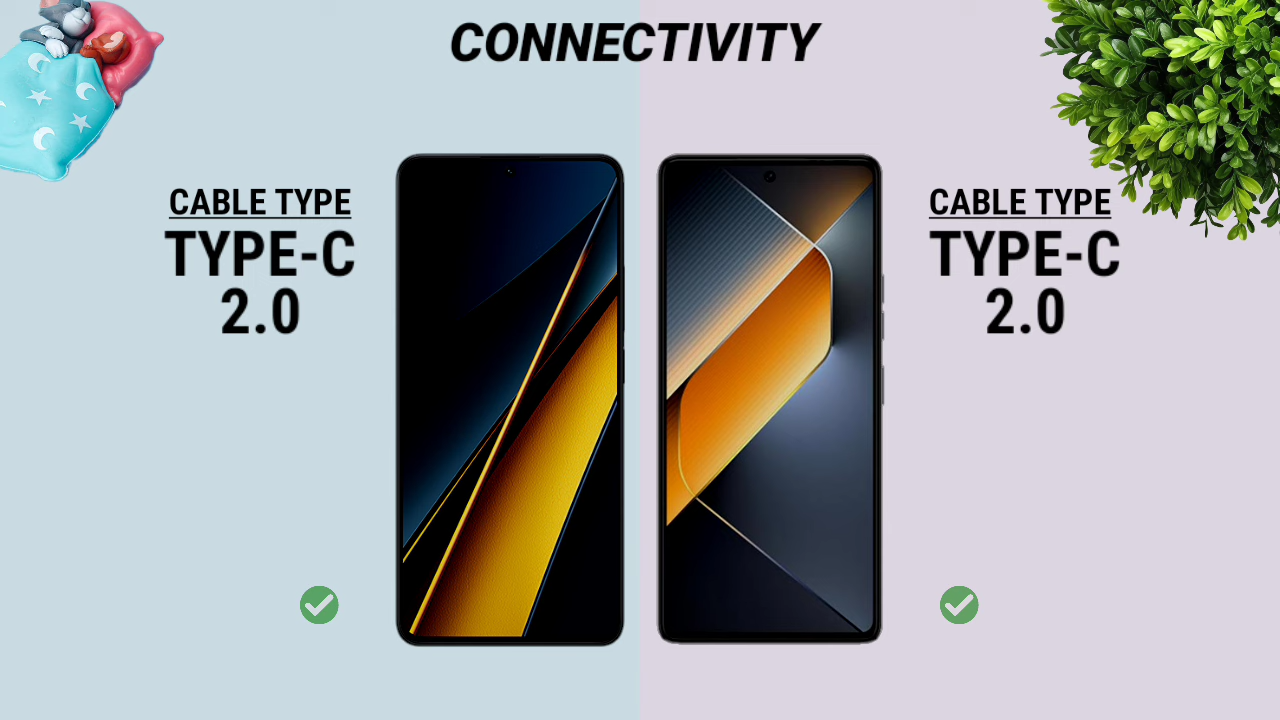 CONNECTIVITY
CABLE TYPE
TYPE-C
2.0
CABLE TYPE
TYPE-C
2.0